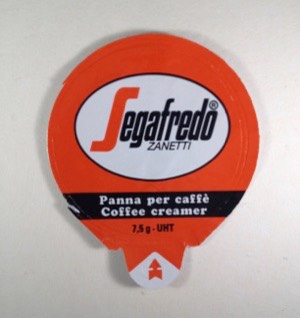 Segafredo®
ZANETTI
Panna per caffè
Coffee creamer
7,5 g - UHT